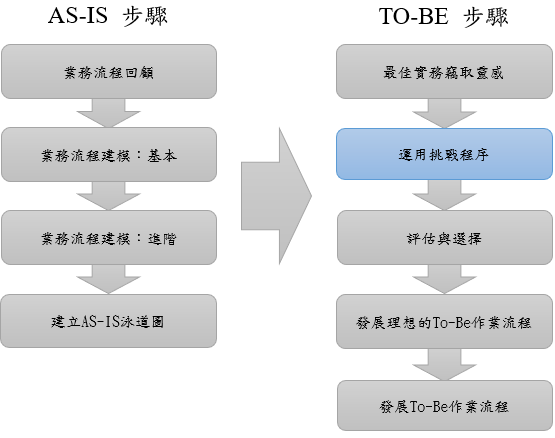 AS-IS 步驟
業務流程回顧
業務流程建模：基本
業務流程建模：進階
建立AS-IS泳道圖
TO-BE 步驟
最佳實務竊取靈感
運用挑戰程序
評估與選擇
發展理想的To-Be作業流程
發展To-Be作業流程